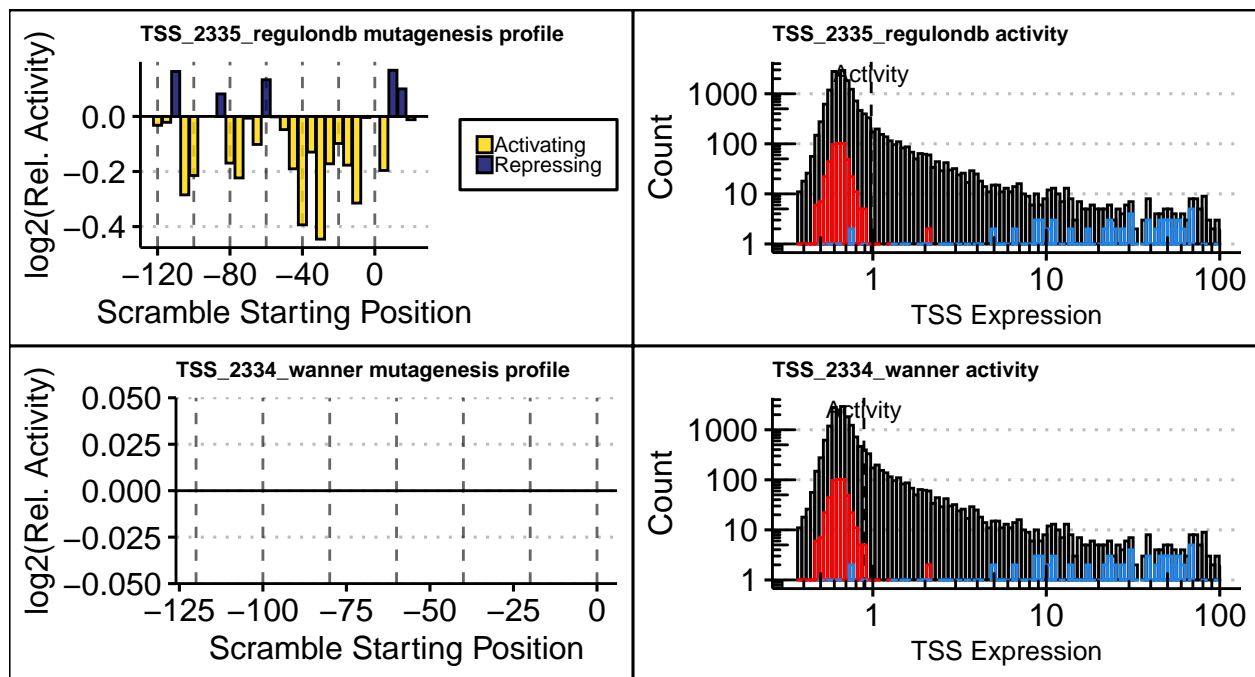 TSS_2335_regulondb mutagenesis profile
log2(Rel. Activity)
0.0
−0.2
−0.4
−120
−80
−40
0
Scramble Starting Position
Activating
Repressing
TSS_2335_regulondb activity
Activity
Count
1000
100
10
1
1
10
100
TSS Expression
TSS_2334_wanner mutagenesis profile
log2(Rel. Activity)
0.050
0.025
0.000
−0.025
−0.050
−125
−100
−75
−50
−25
0
Scramble Starting Position
TSS_2334_wanner activity
Activity
Count
1000
100
10
1
1
10
100
TSS Expression